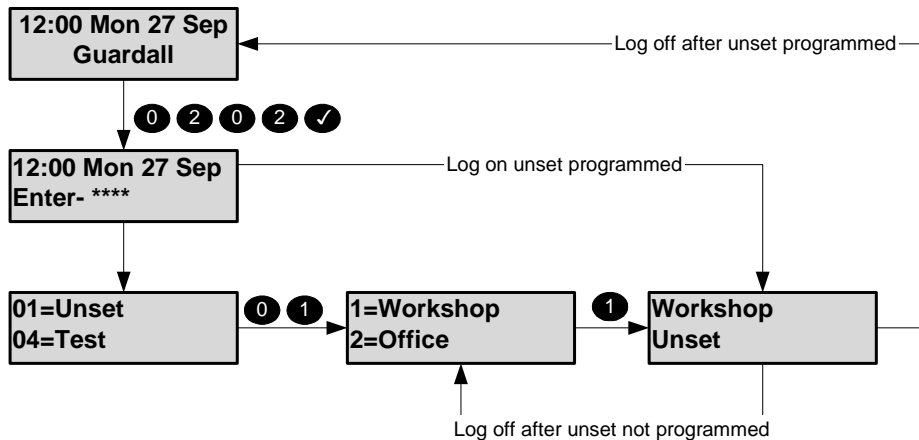 12:00 Mon 27 Sep
Guardall
Log off after unset programmed
0 2 0 2 ✓
12:00 Mon 27 Sep
Enter- ****
Log on unset programmed
01=Unset
04=Test
0 1
1=Workshop
2=Office
1
Workshop
Unset
Log off after unset not programmed